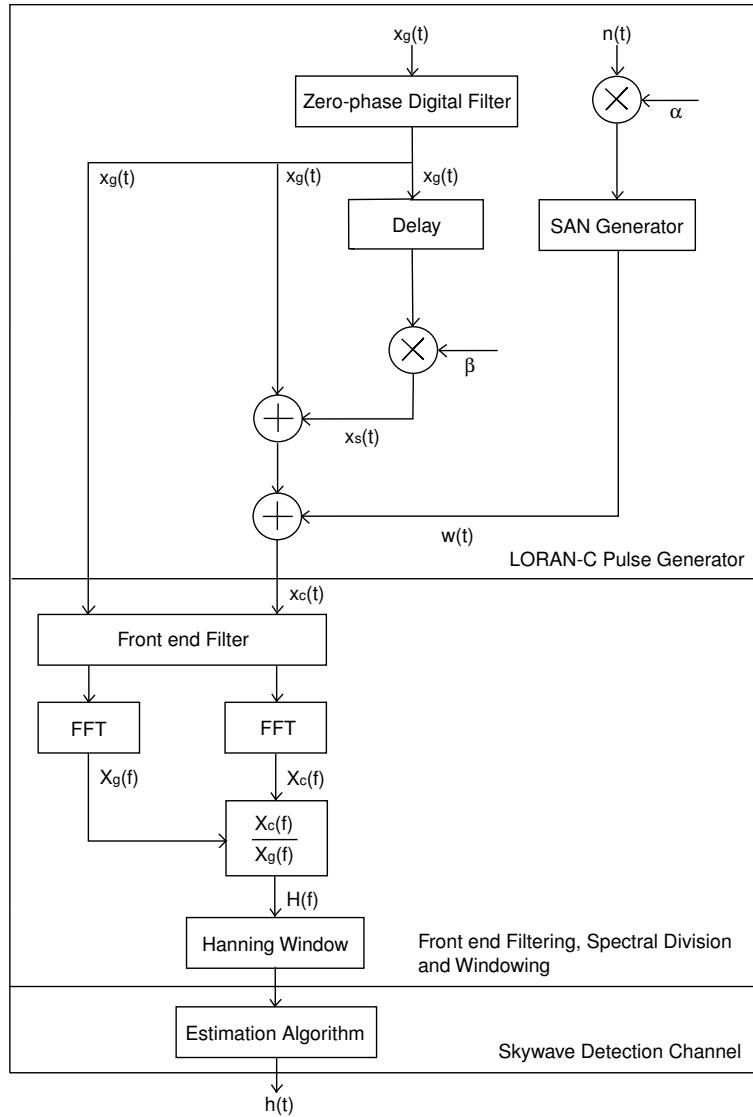 xg(t)
n(t)
Zero-phase Digital Filter
α
xg(t)
xg(t)
xg(t)
Delay
SAN Generator
β
xs(t)
w(t)
LORAN-C Pulse Generator
xc(t)
Front end Filter
FFT
FFT
Xg(f)
Xc(f)
Xc(f)
Xg(f)
H(f)
Hanning Window
Front end Filtering, Spectral Division
and Windowing
Estimation Algorithm
Skywave Detection Channel
h(t)